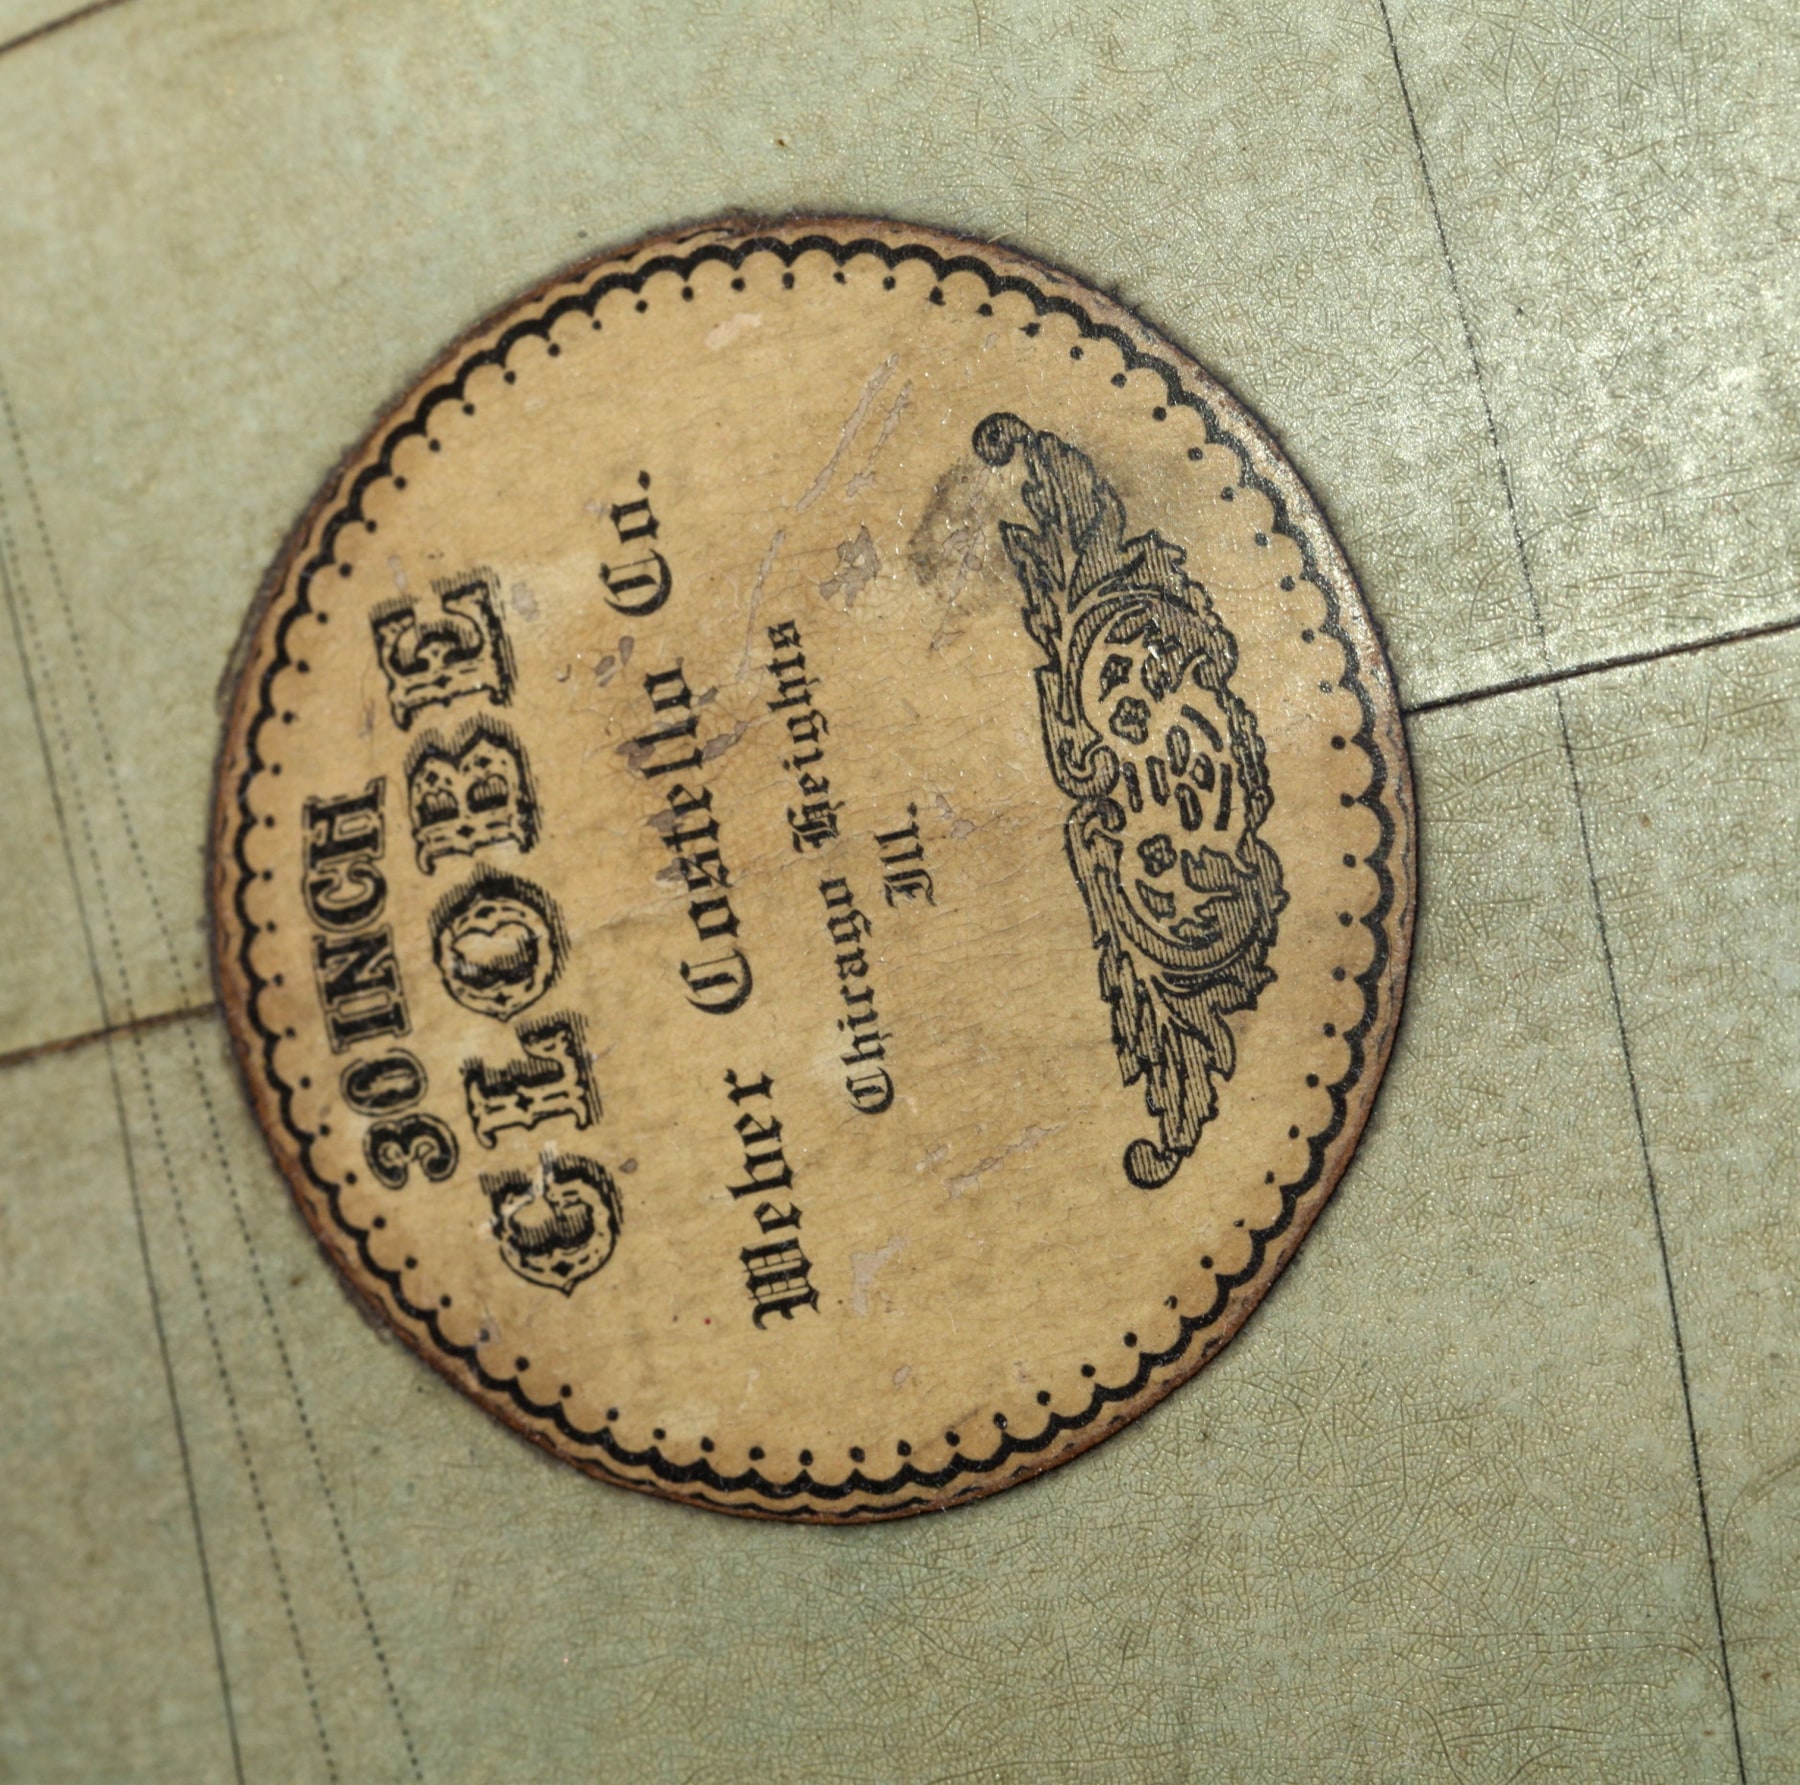 30 INCH
GLOBE
Weber Costello Co.
Chicago Heights
Ill.